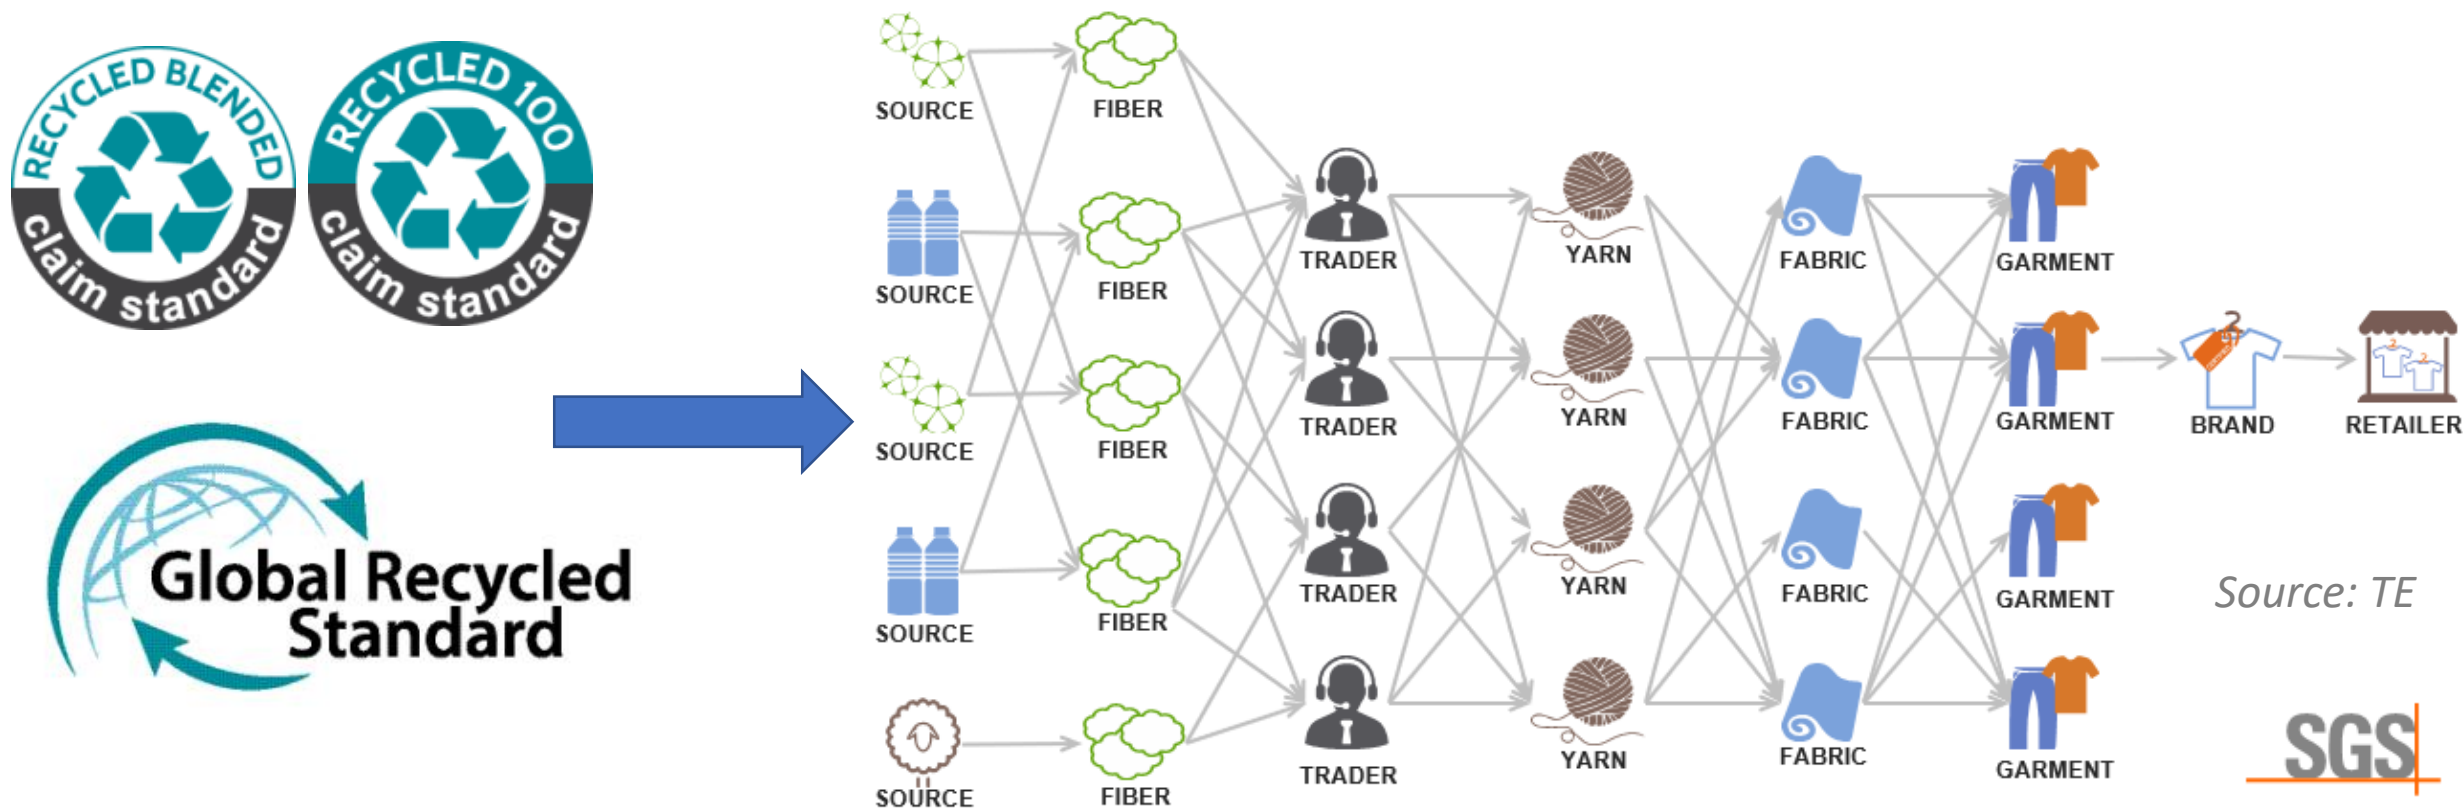 RECYCLED BLENDED
claim standard
RECYCLED 100
claim standard
Global Recycled
Standard
SOURCE
SOURCE
SOURCE
SOURCE
SOURCE
FIBER
FIBER
FIBER
FIBER
FIBER
TRADER
TRADER
TRADER
TRADER
YARN
YARN
YARN
YARN
FABRIC
FABRIC
FABRIC
FABRIC
GARMENT
GARMENT
GARMENT
GARMENT
BRAND
RETAILER
Source: TE
SGS